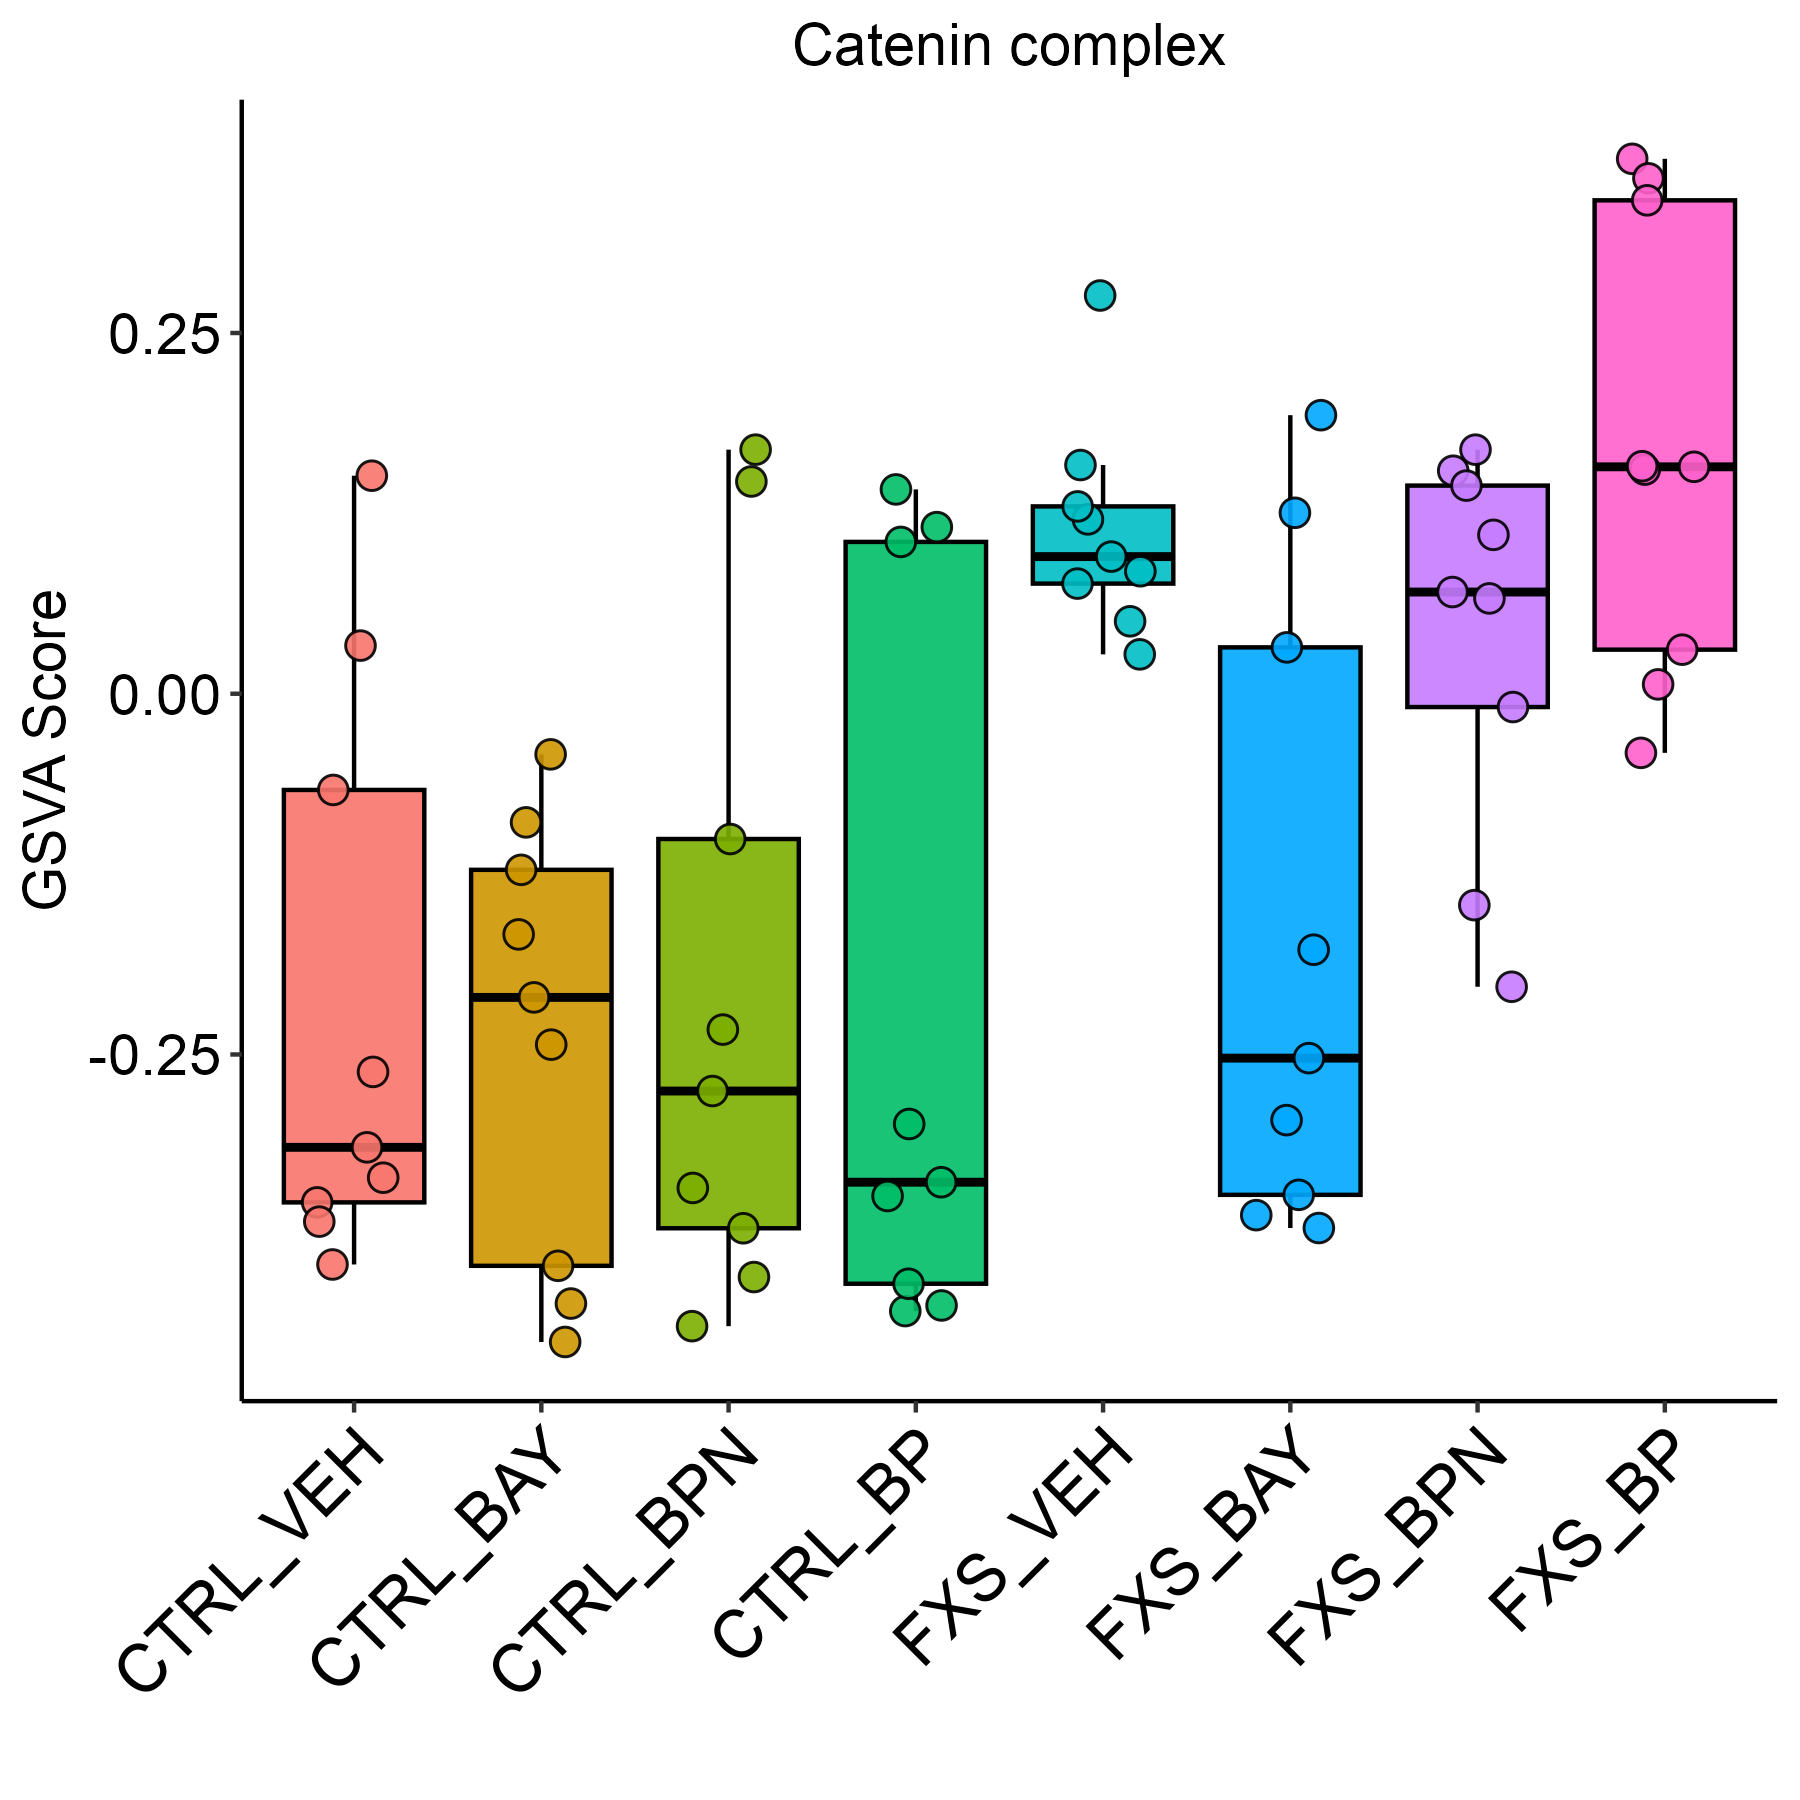 Catenin complex
GSVA Score
0.25
0.00
-0.25
CTRL_VEH
CTRL_BAY
CTRL_BPN
CTRL_BP
FXS_VEH
FXS_BAY
FXS_BPN
FXS_BP